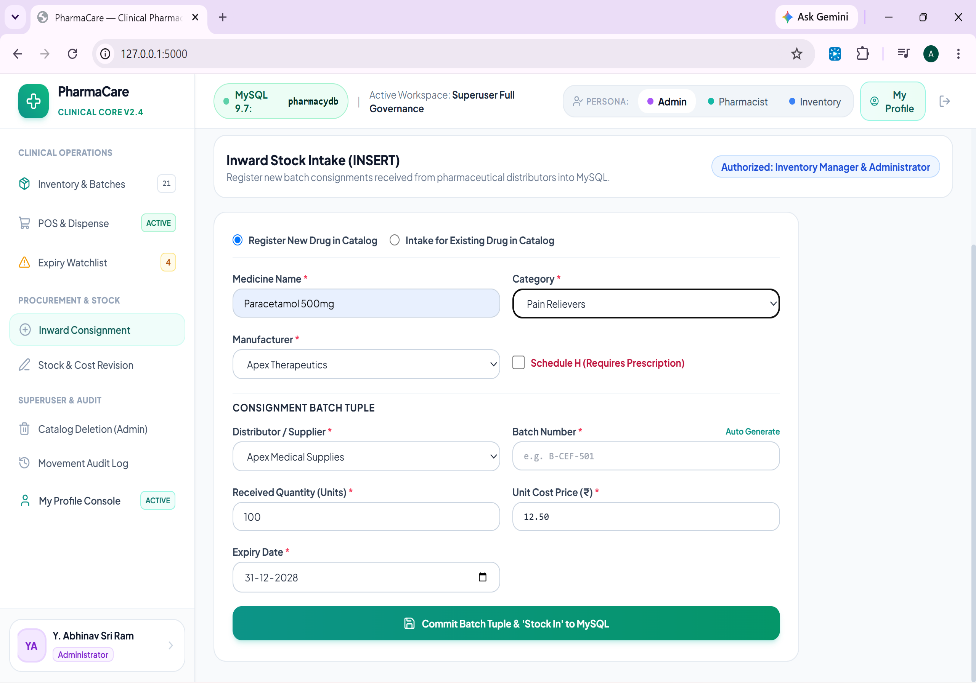 PharmaCare — Clinical Pharma
Ask Gemini
127.0.0.1:5000
A
PharmaCare
CLINICAL CORE V2.4
MySQL 9.7:
pharmacydb
Active Workspace: Superuser Full
Governance
PERSONA:
Admin
Pharmacist
Inventory
My
Profile
CLINICAL OPERATIONS
Inventory & Batches
21
POS & Dispense
ACTIVE
Expiry Watchlist
4
PROCUREMENT & STOCK
Inward Consignment
Stock & Cost Revision
SUPERUSER & AUDIT
Catalog Deletion (Admin)
Movement Audit Log
My Profile Console
ACTIVE
YA
Y. Abhinav Sri Ram
Administrator
Inward Stock Intake (INSERT)
Register new batch consignments received from pharmaceutical distributors into MySQL.
Authorized: Inventory Manager & Administrator
Register New Drug in Catalog
Intake for Existing Drug in Catalog
Medicine Name *
Category *
Paracetamol 500mg
Pain Relievers
Manufacturer *
Apex Therapeutics
Schedule H (Requires Prescription)
CONSIGNMENT BATCH TUPLE
Distributor / Supplier *
Batch Number *
Auto Generate
Apex Medical Supplies
e.g. B-CEF-501
Received Quantity (Units) *
Unit Cost Price (₹) *
100
12.50
Expiry Date *
31-12-2028
Commit Batch Tuple & 'Stock In' to MySQL